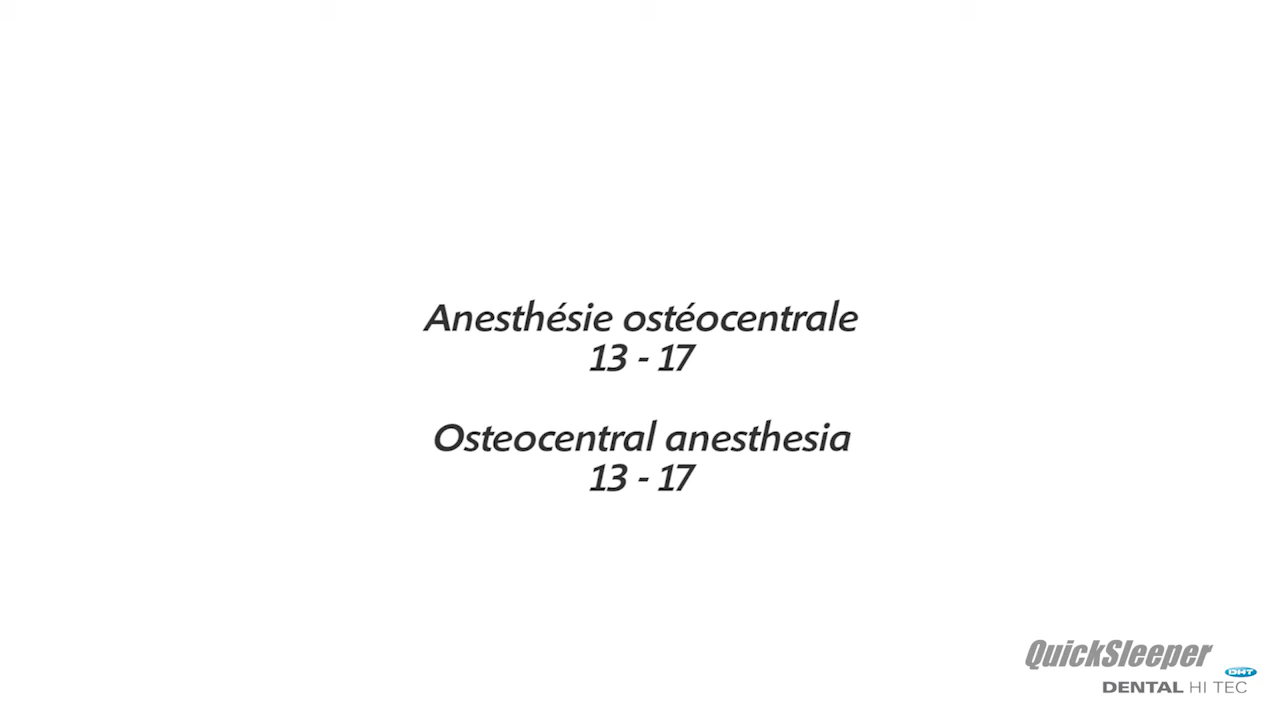 Anesthésie ostéocentrale
13 - 17
Osteocentral anesthesia
13 - 17
QuickSleeper
DHT
DENTAL HI TEC